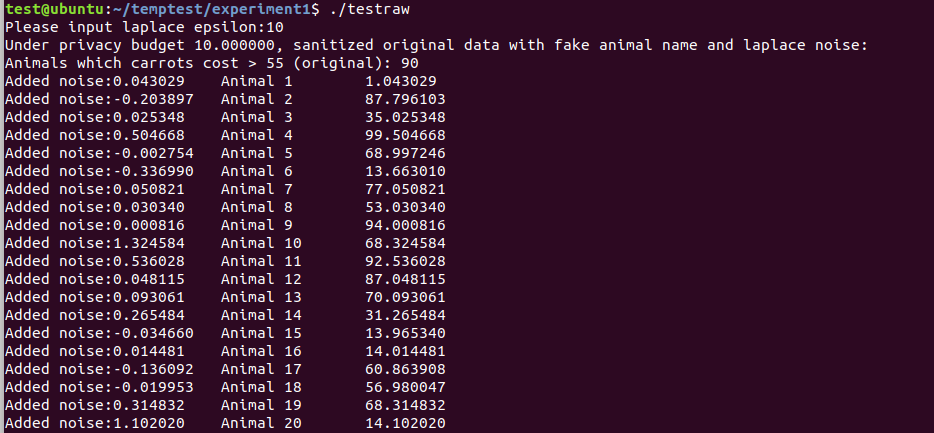 test@ubuntu:~/temptest/experiment1$ ./testraw
Please input laplace epsilon:10
Under privacy budget 10.000000, sanitized original data with fake animal name and laplace noise:
Animals which carrots cost > 55 (original): 90
Added noise:0.043029 Animal 1 1.043029
Added noise:-0.203897 Animal 2 87.796103
Added noise:0.025348 Animal 3 35.025348
Added noise:0.504668 Animal 4 99.504668
Added noise:-0.002754 Animal 5 68.997246
Added noise:-0.336990 Animal 6 13.663010
Added noise:0.050821 Animal 7 77.050821
Added noise:0.030340 Animal 8 53.030340
Added noise:0.000816 Animal 9 94.000816
Added noise:1.324584 Animal 10 68.324584
Added noise:0.536028 Animal 11 92.536028
Added noise:0.048115 Animal 12 87.048115
Added noise:0.093061 Animal 13 70.093061
Added noise:0.265484 Animal 14 31.265484
Added noise:-0.034660 Animal 15 13.965340
Added noise:0.014481 Animal 16 14.014481
Added noise:-0.136092 Animal 17 60.863908
Added noise:-0.019953 Animal 18 56.980047
Added noise:0.314832 Animal 19 68.314832
Added noise:1.102020 Animal 20 14.102020